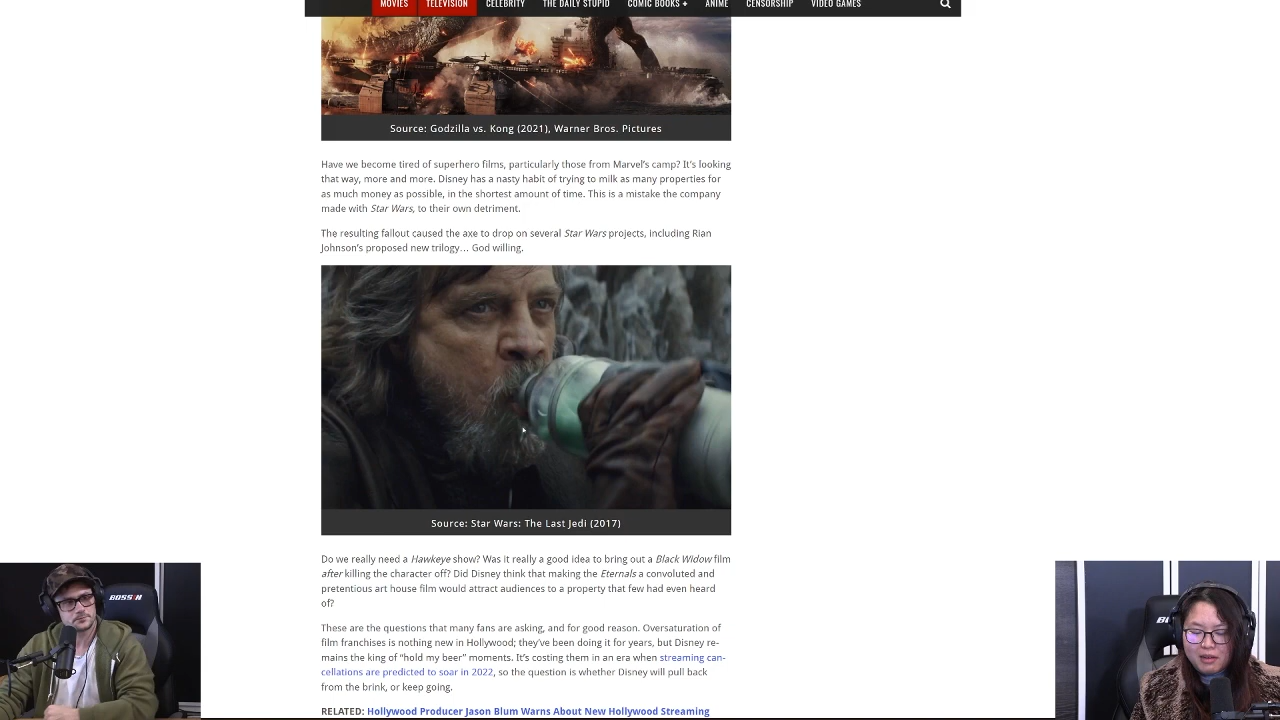 MOVIES TELEVISION CELEBRITY THE DAILY STUPID COMIC BOOKS + ANIME CENSORSHIP VIDEO GAMES
Source: Godzilla vs. Kong (2021), Warner Bros. Pictures
Have we become tired of superhero films, particularly those from Marvel's camp? It's looking
that way, more and more. Disney has a nasty habit of trying to milk as many properties for
as much money as possible, in the shortest amount of time. This is a mistake the company
made with Star Wars, to their own detriment.
The resulting fallout caused the axe to drop on several Star Wars projects, including Rian
Johnson's proposed new trilogy… God willing.
Source: Star Wars: The Last Jedi (2017)
Do we really need a Hawkeye show? Was it really a good idea to bring out a Black Widow film
after killing the character off? Did Disney think that making the Eternals a convoluted and
pretentious art house film would attract audiences to a property that few had even heard
of?
These are the questions that many fans are asking, and for good reason. Oversaturation of
film franchises is nothing new in Hollywood; they've been doing it for years, but Disney re-
mains the king of "hold my beer" moments. It's costing them in an era when streaming can-
cellations are predicted to soar in 2022, so the question is whether Disney will pull back
from the brink, or keep going.
RELATED: Hollywood Producer Jason Blum Warns About New Hollywood Streaming
BOSSIN